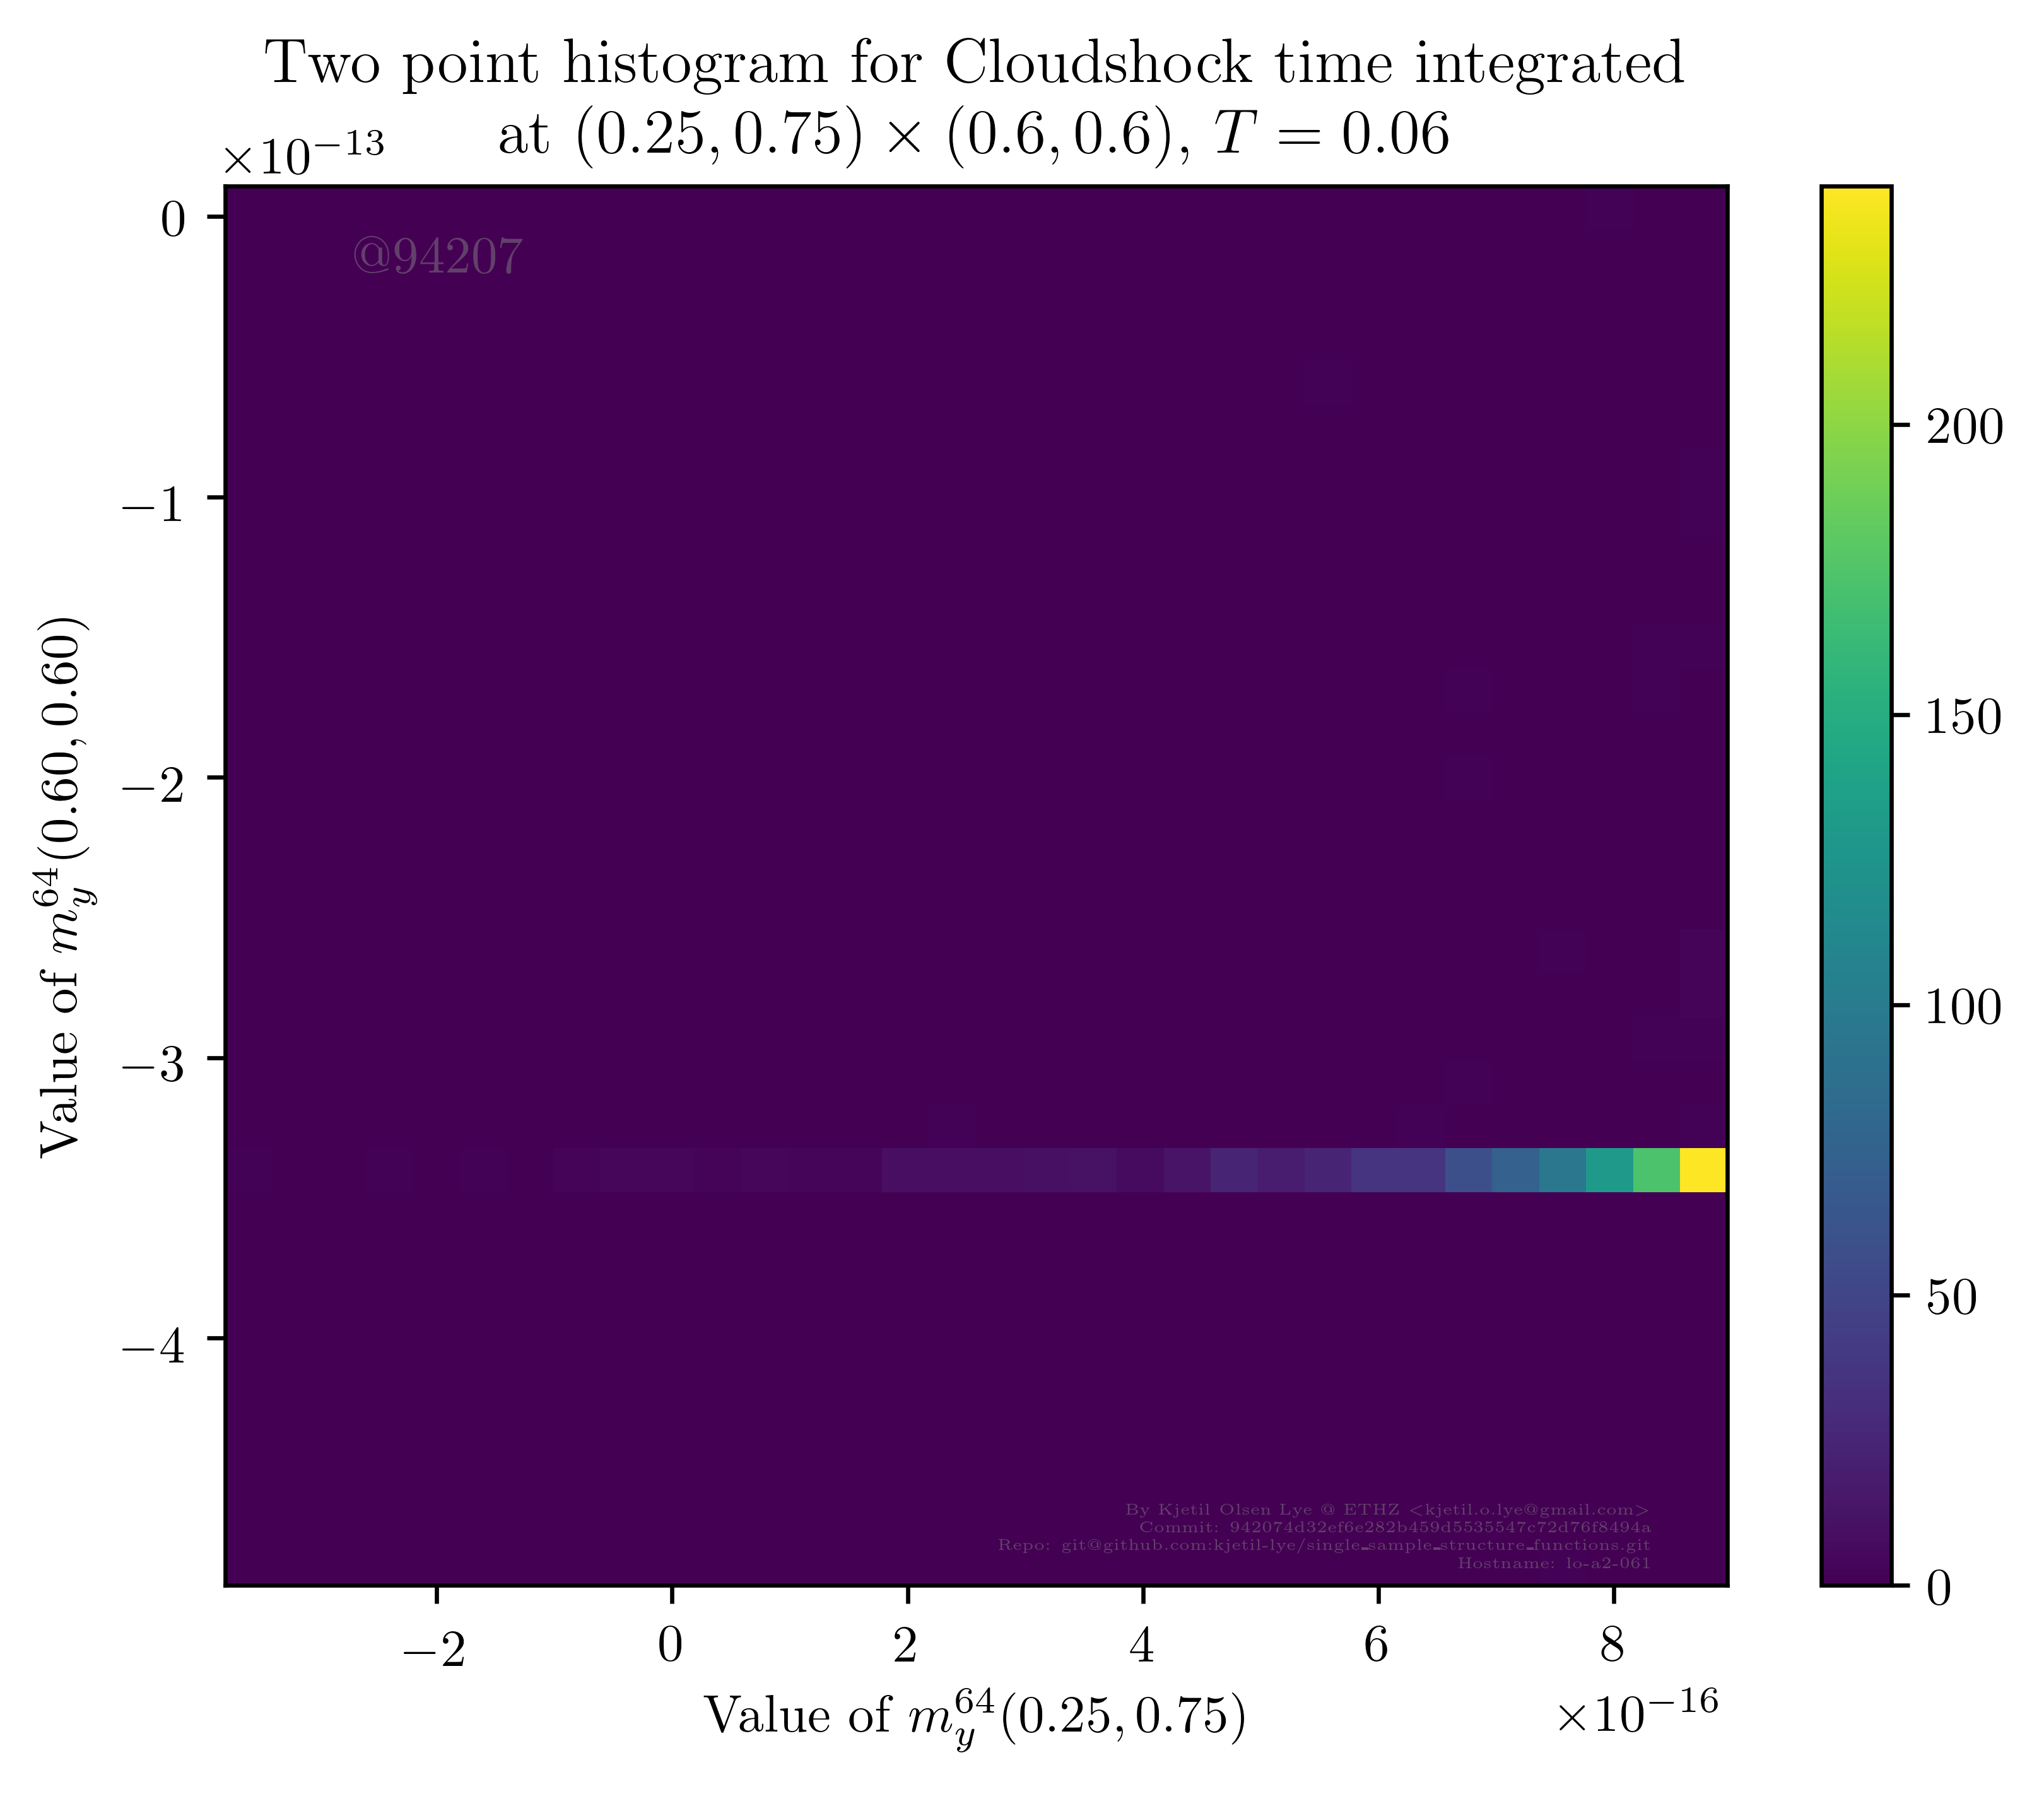 Two point histogram for Cloudshock time integrated
at (0.25, 0.75) × (0.6, 0.6), T = 0.06
×10⁻¹³
0
−1
−2
−3
−4
Value of m_y^64(0.60, 0.60)
@94207
By Kjetil Olsen Lye @ ETHZ <kjetil.o.lye@gmail.com>
Commit: 942074d32ef6e282b459d5535547c72d76f8494a
Repo: git@github.com:kjetil-lye/single_sample_structure_functions.git
Hostname: lo-a2-061
−2 0 2 4 6 8
×10⁻¹⁶
Value of m_y^64(0.25, 0.75)
200
150
100
50
0